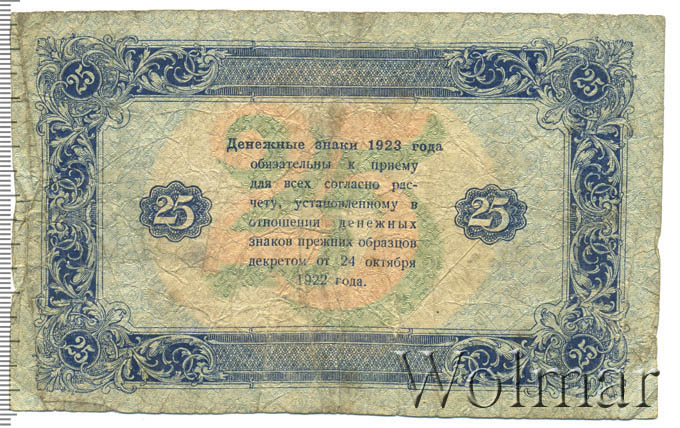 25 25
Денежные знаки 1923 года
обязательны к приему
для всех согласно рас-
чету, установленному в
отношении денежных
знаков прежних образцов
декретом от 24 октября
1922 года.
25 25
25
25 25
Wolmar